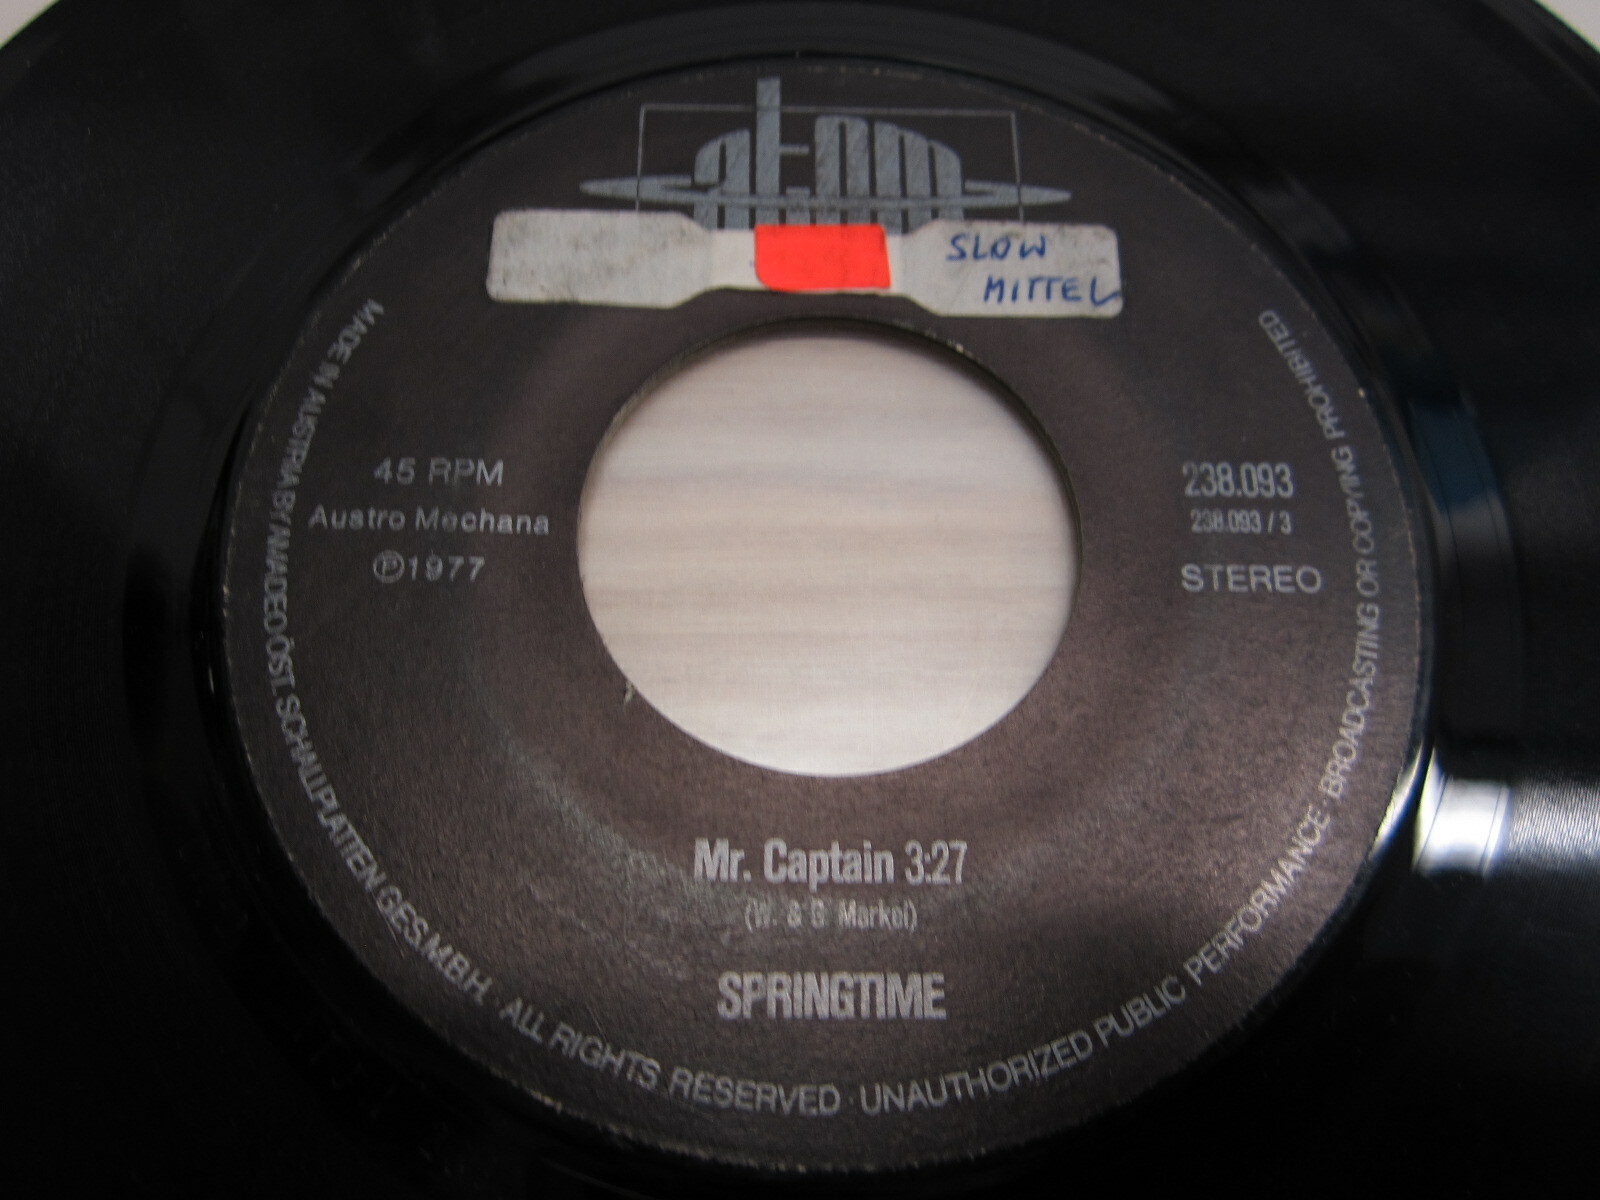 atom
SLOW
MITTEL
45 RPM
Austro Mechana
Ⓟ1977
238.093
238.093 / 3
STEREO
Mr. Captain 3:27
(W. & G. Markel)
SPRINGTIME
MADE IN AUSTRIA BY AMADEO ÖST. SCHALLPLATTEN GES.M.B.H. · ALL RIGHTS RESERVED · UNAUTHORIZED PUBLIC PERFORMANCE · BROADCASTING OR COPYING PROHIBITED